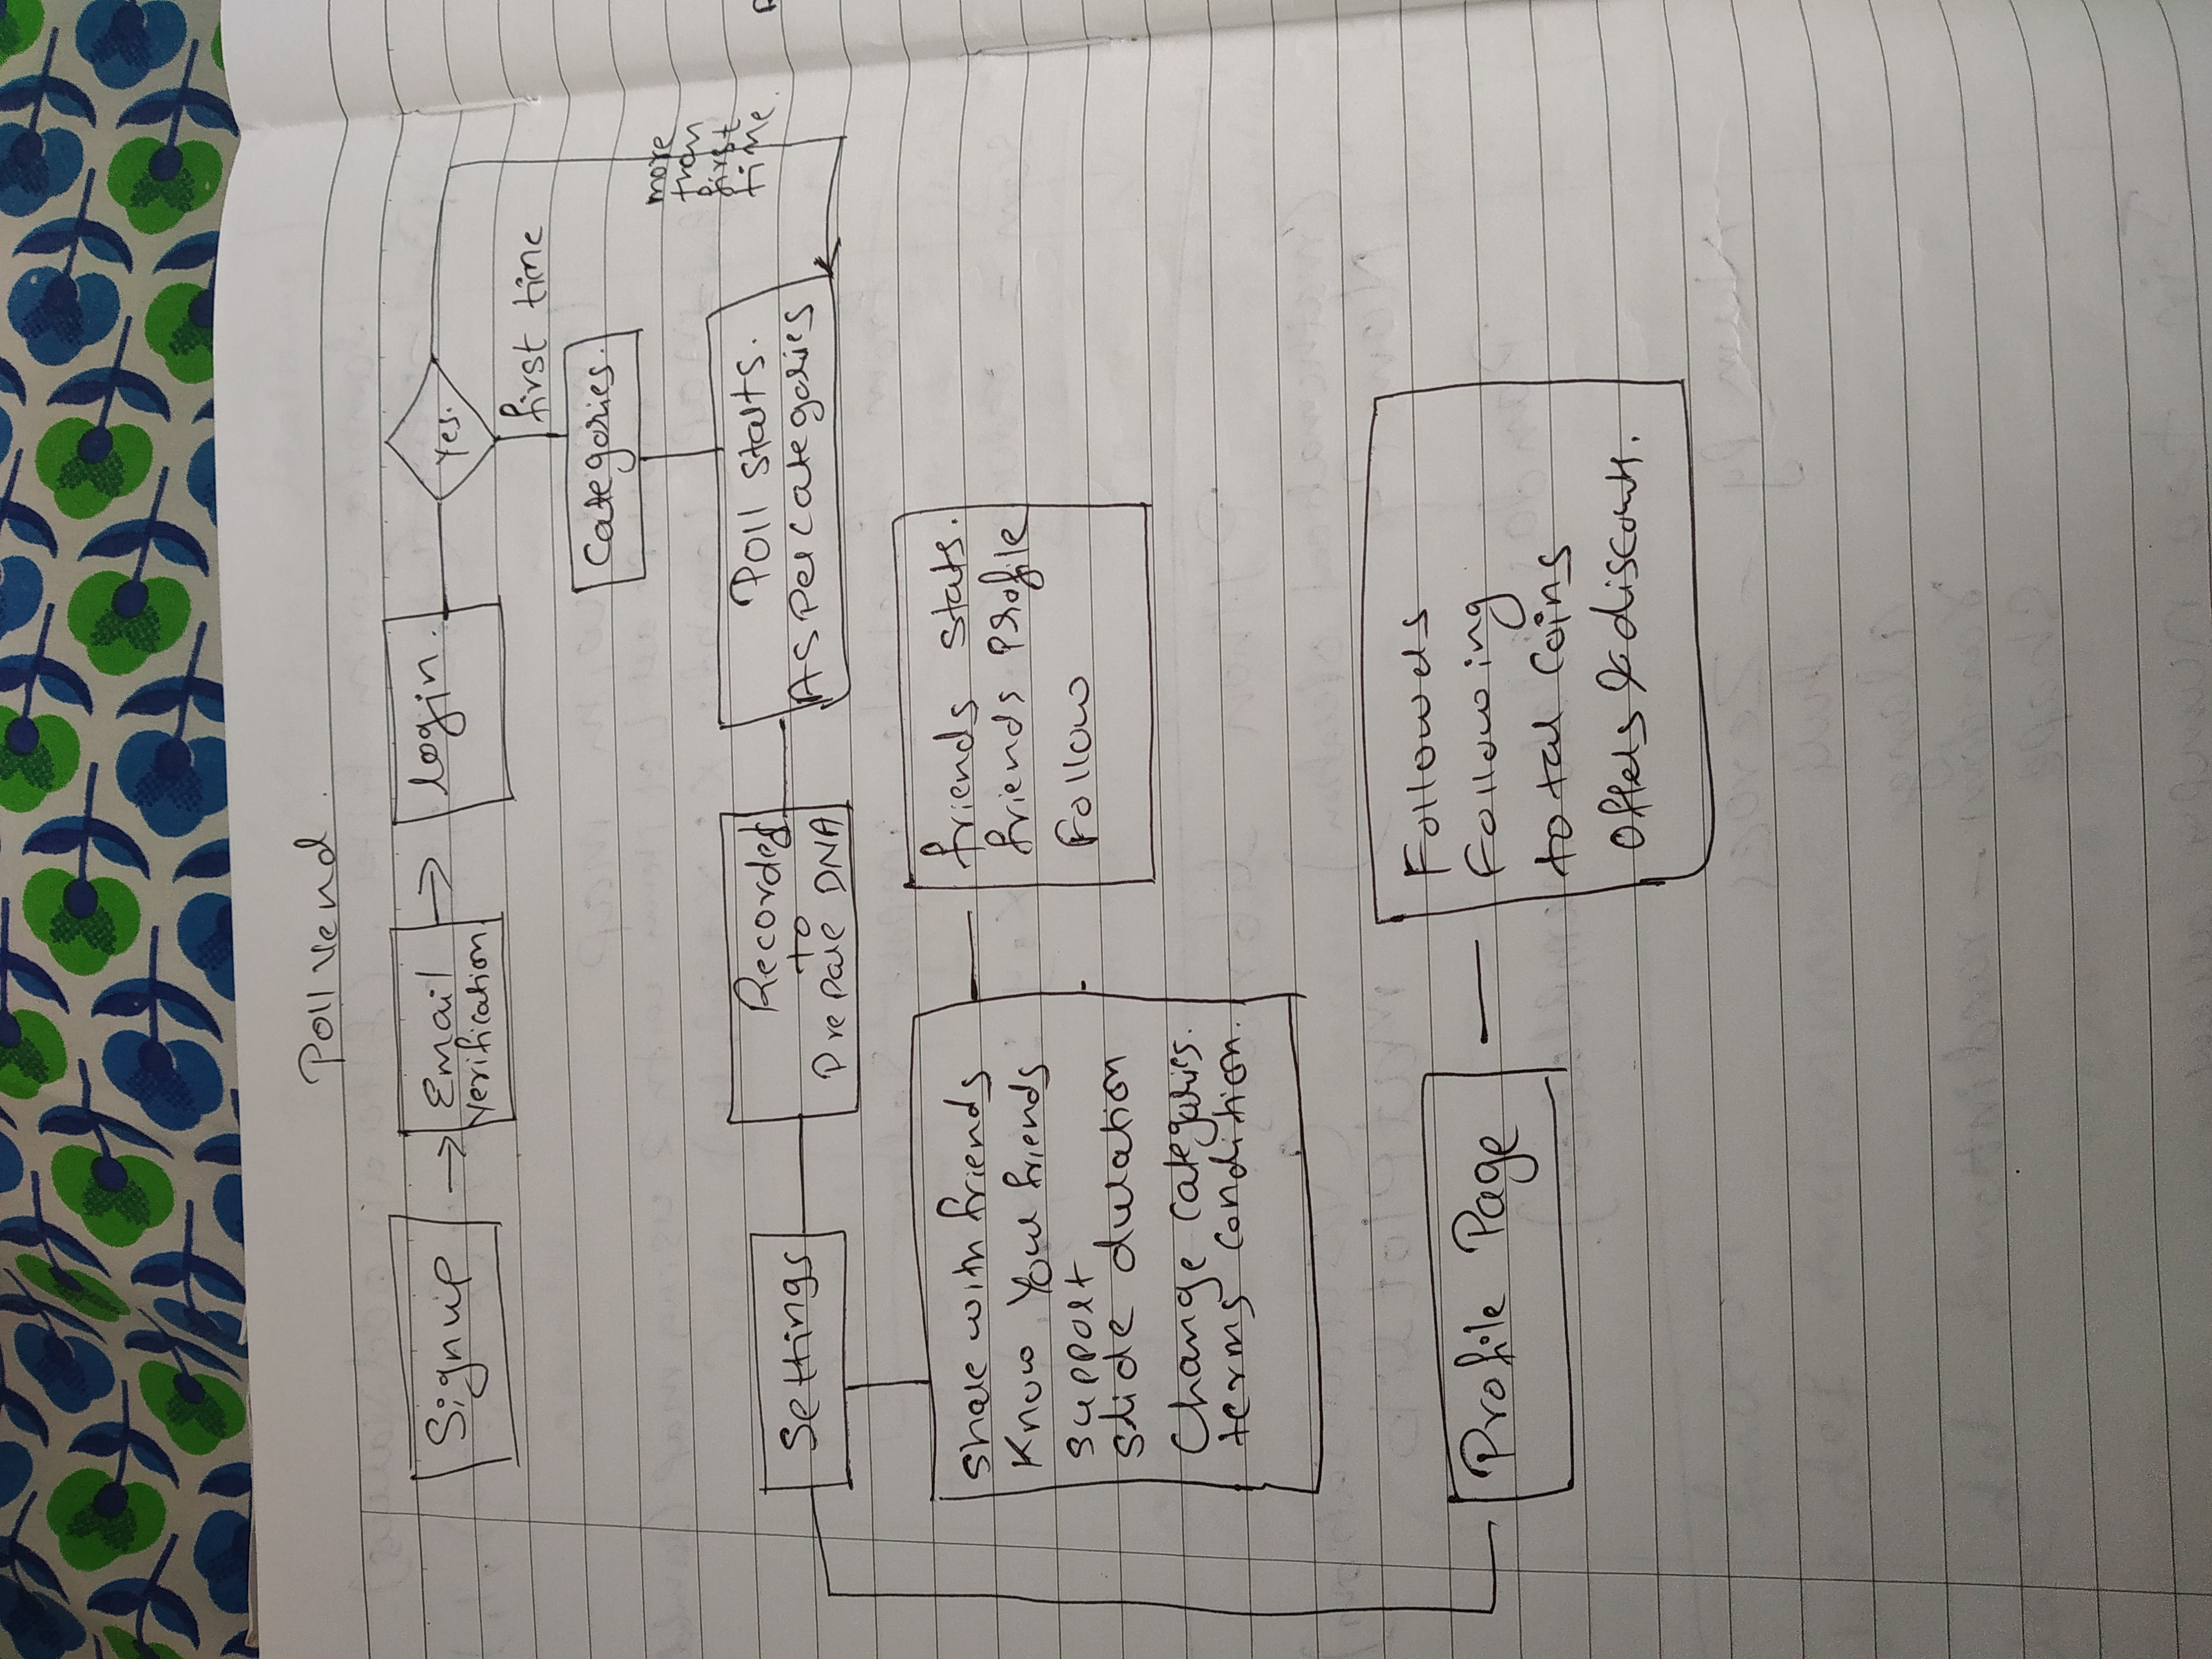 Poll Vend.
Signup
Email
verification
login.
yes.
first time
Categories.
more
than
first
time.
Settings
Recorded
to
Prepare DNA
Poll starts.
As Per categories
share with friends
Know Your friends
support
slide duration
Change categories.
terms condition.
friends stats.
friends Profile
Follow
Profile Page
Followers
Following
total Coins
Offers & discount.